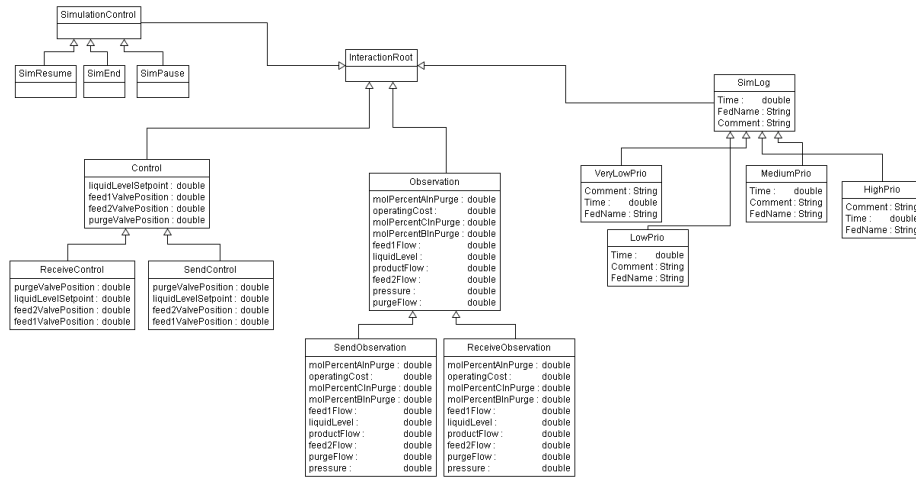 SimulationControl
SimResume
SimEnd
SimPause
InteractionRoot
SimLog
Time : double
FedName : String
Comment : String
VeryLowPrio
Comment : String
Time : double
FedName : String
LowPrio
Time : double
Comment : String
FedName : String
MediumPrio
Time : double
Comment : String
FedName : String
HighPrio
Comment : String
Time : double
FedName : String
Control
liquidLevelSetpoint : double
feed1ValvePosition : double
feed2ValvePosition : double
purgeValvePosition : double
ReceiveControl
purgeValvePosition : double
liquidLevelSetpoint : double
feed2ValvePosition : double
feed1ValvePosition : double
SendControl
purgeValvePosition : double
liquidLevelSetpoint : double
feed2ValvePosition : double
feed1ValvePosition : double
Observation
molPercentAInPurge : double
operatingCost : double
molPercentCInPurge : double
molPercentBInPurge : double
feed1Flow : double
liquidLevel : double
productFlow : double
feed2Flow : double
pressure : double
purgeFlow : double
SendObservation
molPercentAInPurge : double
operatingCost : double
molPercentCInPurge : double
molPercentBInPurge : double
feed1Flow : double
liquidLevel : double
productFlow : double
feed2Flow : double
purgeFlow : double
pressure : double
ReceiveObservation
molPercentAInPurge : double
operatingCost : double
molPercentCInPurge : double
molPercentBInPurge : double
feed1Flow : double
liquidLevel : double
productFlow : double
feed2Flow : double
purgeFlow : double
pressure : double